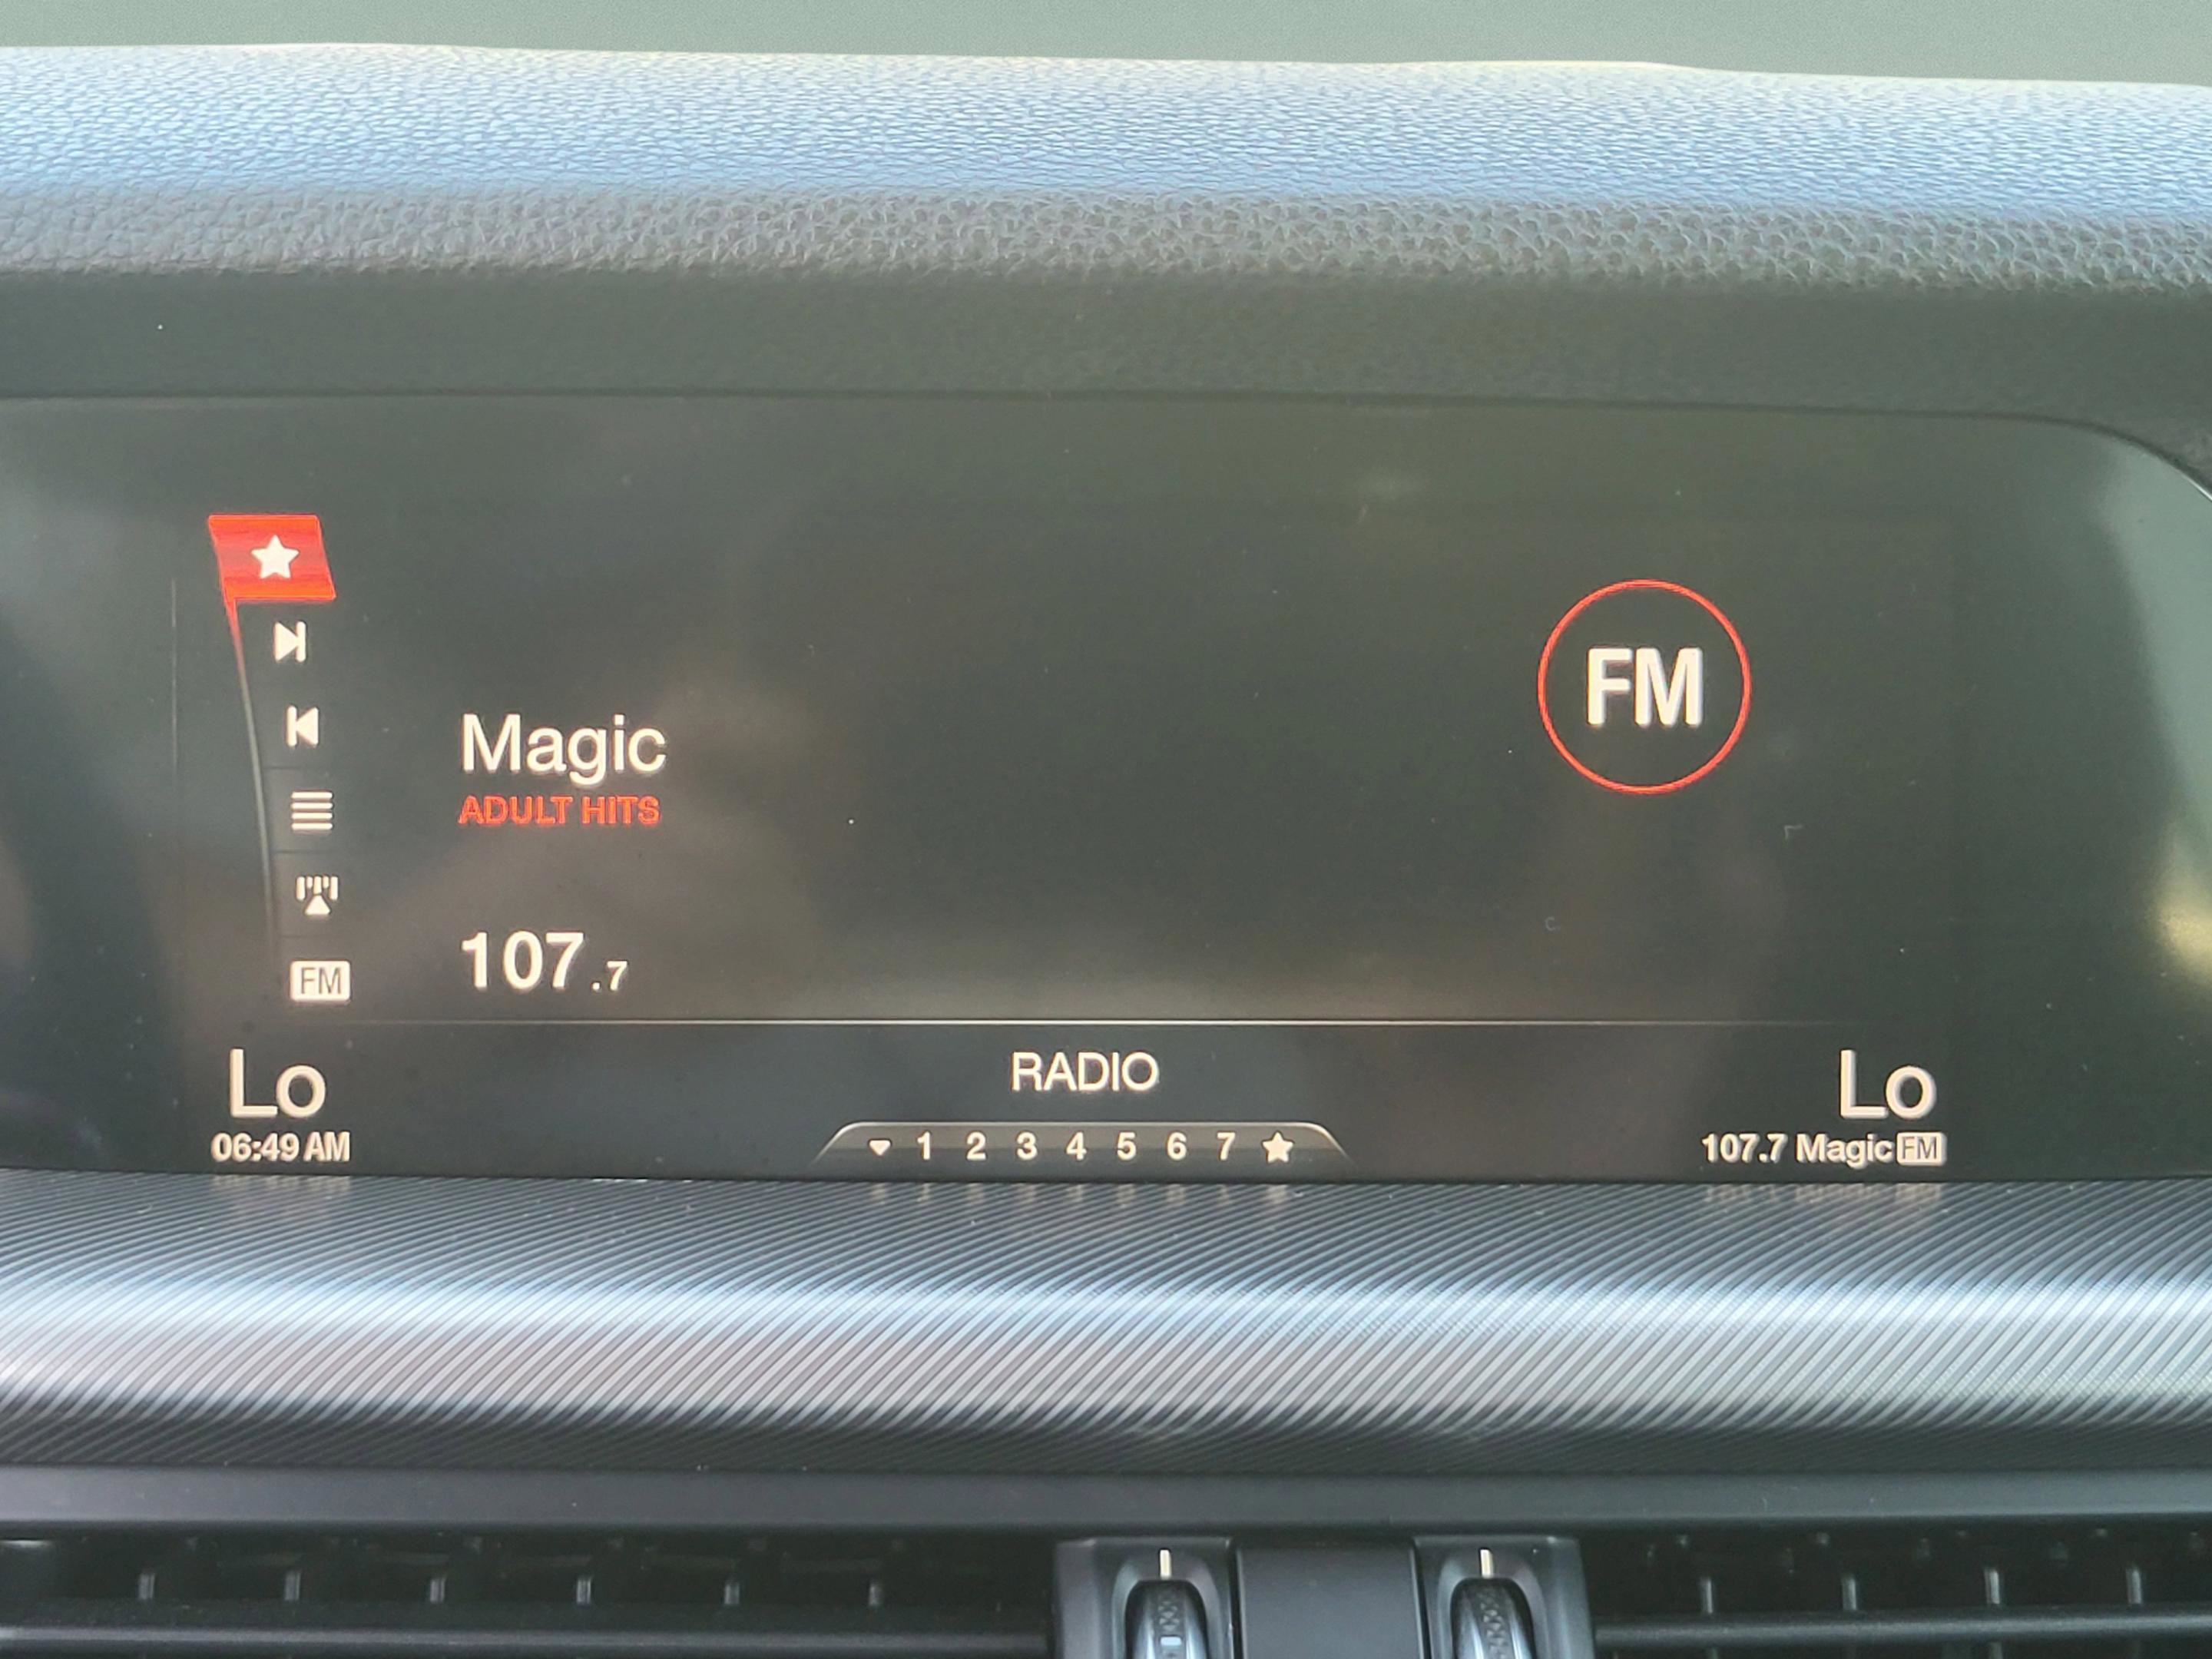 FM
Magic
ADULT HITS
107.7
FM
RADIO
Lo
Lo
06:49 AM
1 2 3 4 5 6 7
107.7 Magic FM